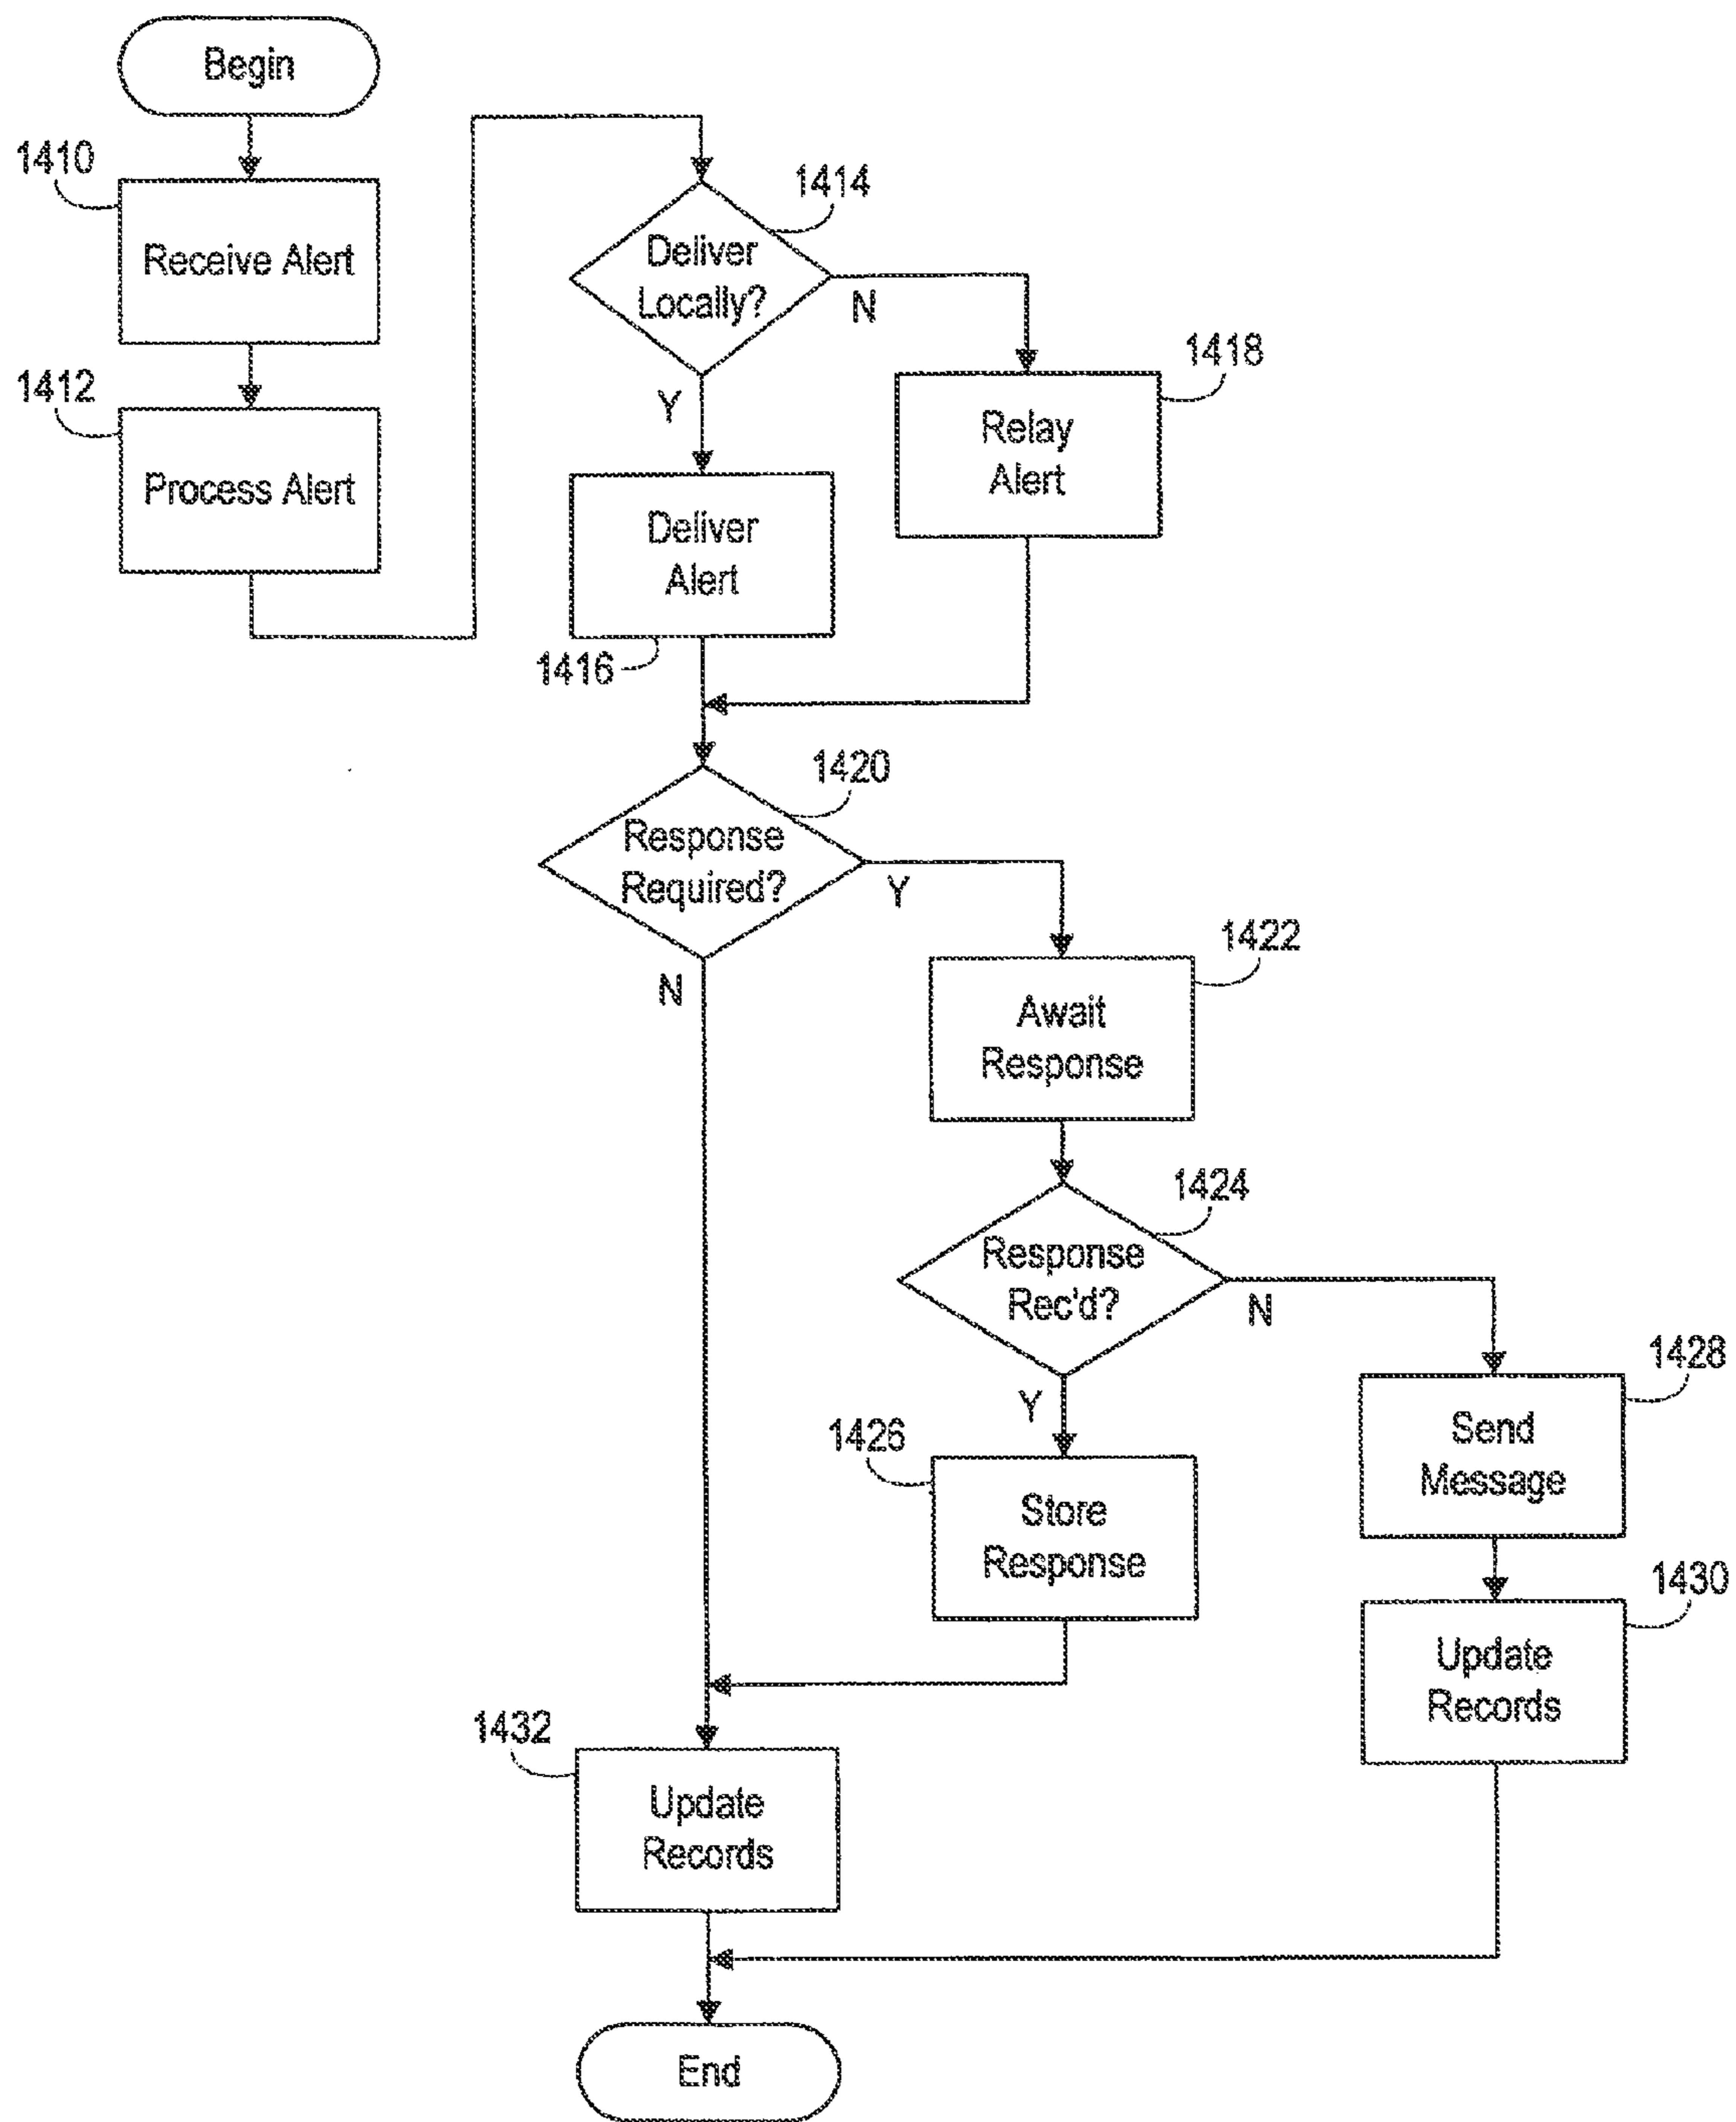 Begin
1410
Receive Alert
1412
Process Alert
1414
Deliver
Locally?
N
Y
1418
Relay
Alert
Deliver
Alert
1416
1420
Response
Required?
Y
N
1422
Await
Response
1424
Response
Rec'd?
N
Y
1428
Send
Message
1426
Store
Response
1430
Update
Records
1432
Update
Records
End